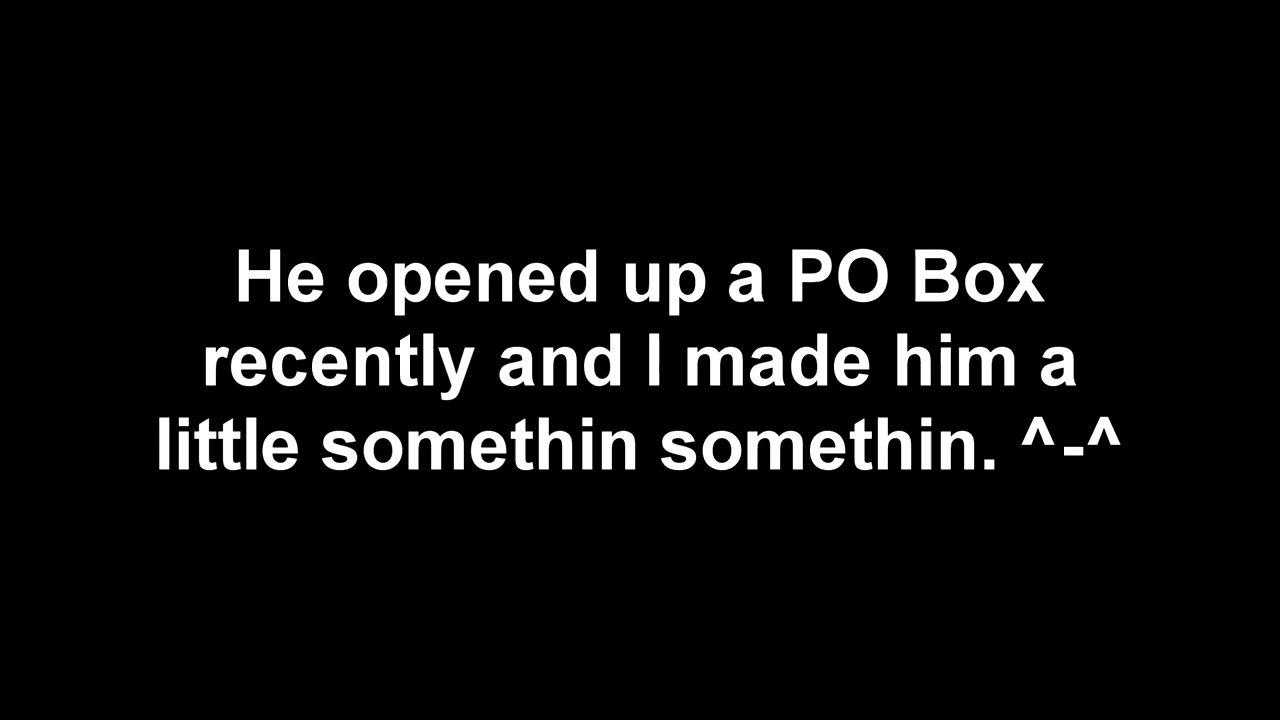 He opened up a PO Box
recently and I made him a
little somethin somethin. ^-^